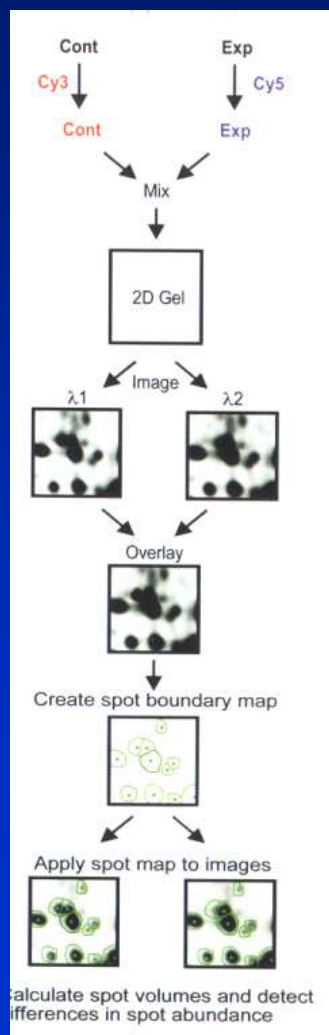 Cont Exp
Cy3 Cy5
Cont Exp
Mix
2D Gel
Image
λ1 λ2
Overlay
Create spot boundary map
Apply spot map to images
alculate spot volumes and detect
ifferences in spot abundance